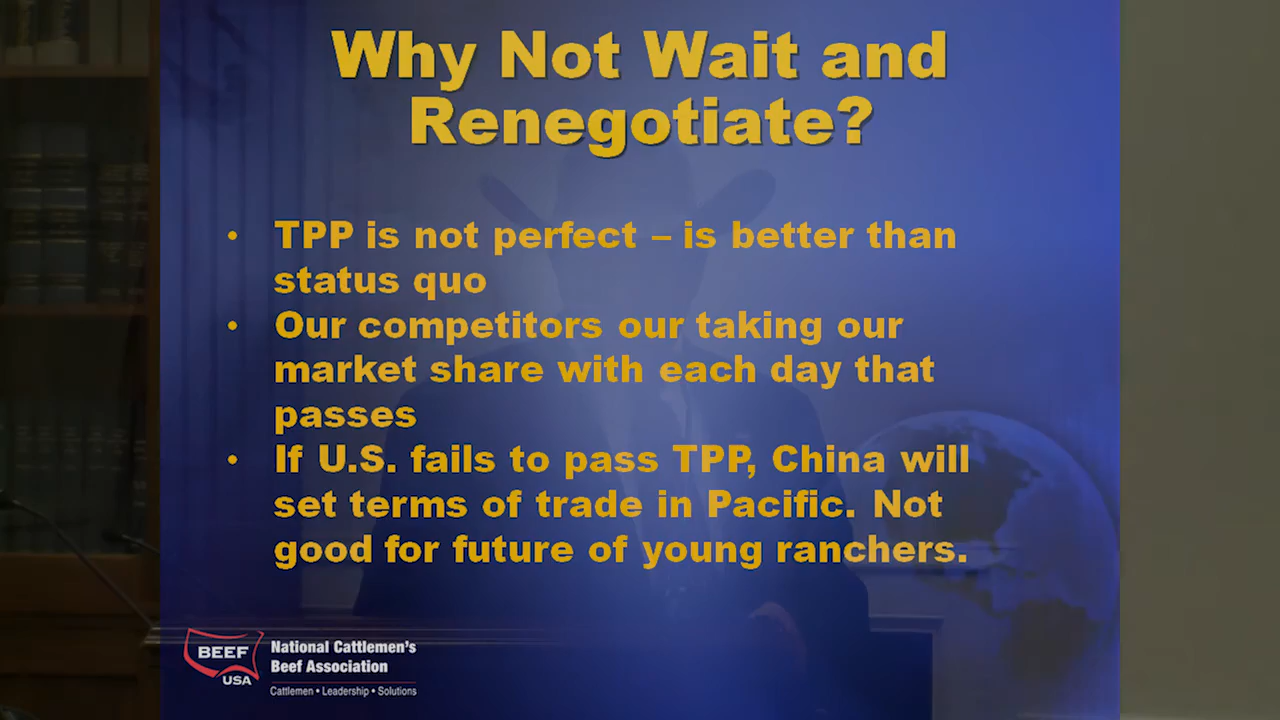 Why Not Wait and
Renegotiate?
• TPP is not perfect – is better than
status quo
• Our competitors our taking our
market share with each day that
passes
• If U.S. fails to pass TPP, China will
set terms of trade in Pacific. Not
good for future of young ranchers.
BEEF
USA
National Cattlemen's
Beef Association
Cattlemen • Leadership • Solutions